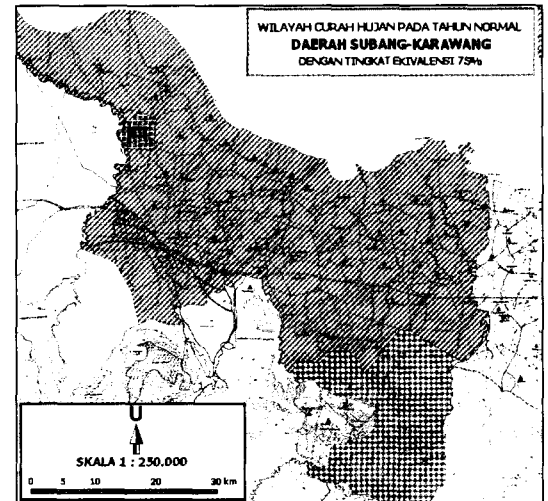 WILAYAH CURAH HUJAN PADA TAHUN NORMAL
DAERAH SUBANG-KARAWANG
DENGAN TINGKAT EKIVALENSI 75%
U
SKALA 1 : 250.000
0 5 10 20 30 km